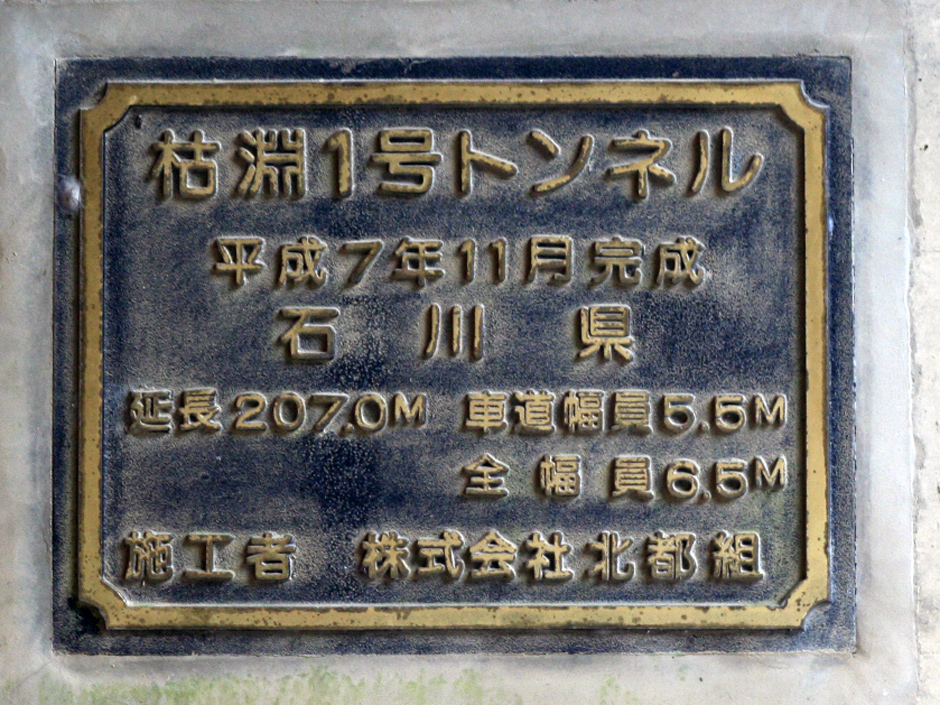 枯淵1号トンネル
平成7年11月完成
石川県
延長207.0M 車道幅員5.5M
全幅員6.5M
施工者 株式会社北都組